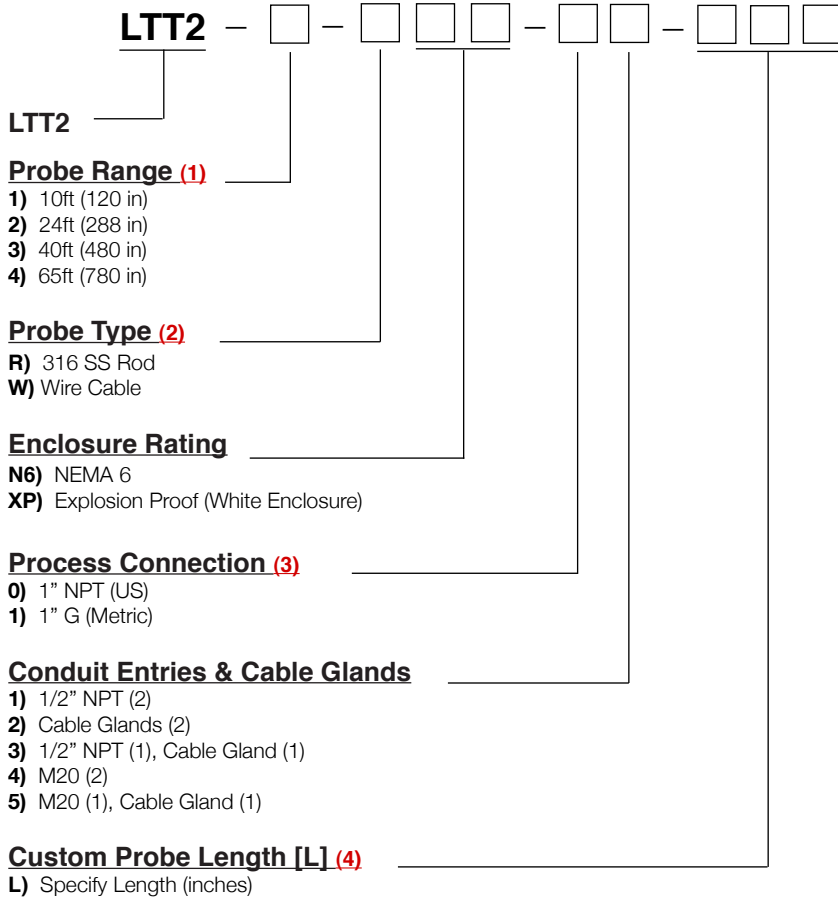 LTT2 – □ – □ □ □ – □ □ – □ □ □
LTT2
Probe Range (1)
1) 10ft (120 in)
2) 24ft (288 in)
3) 40ft (480 in)
4) 65ft (780 in)
Probe Type (2)
R) 316 SS Rod
W) Wire Cable
Enclosure Rating
N6) NEMA 6
XP) Explosion Proof (White Enclosure)
Process Connection (3)
0) 1” NPT (US)
1) 1” G (Metric)
Conduit Entries & Cable Glands
1) 1/2” NPT (2)
2) Cable Glands (2)
3) 1/2” NPT (1), Cable Gland (1)
4) M20 (2)
5) M20 (1), Cable Gland (1)
Custom Probe Length [L] (4)
L) Specify Length (inches)